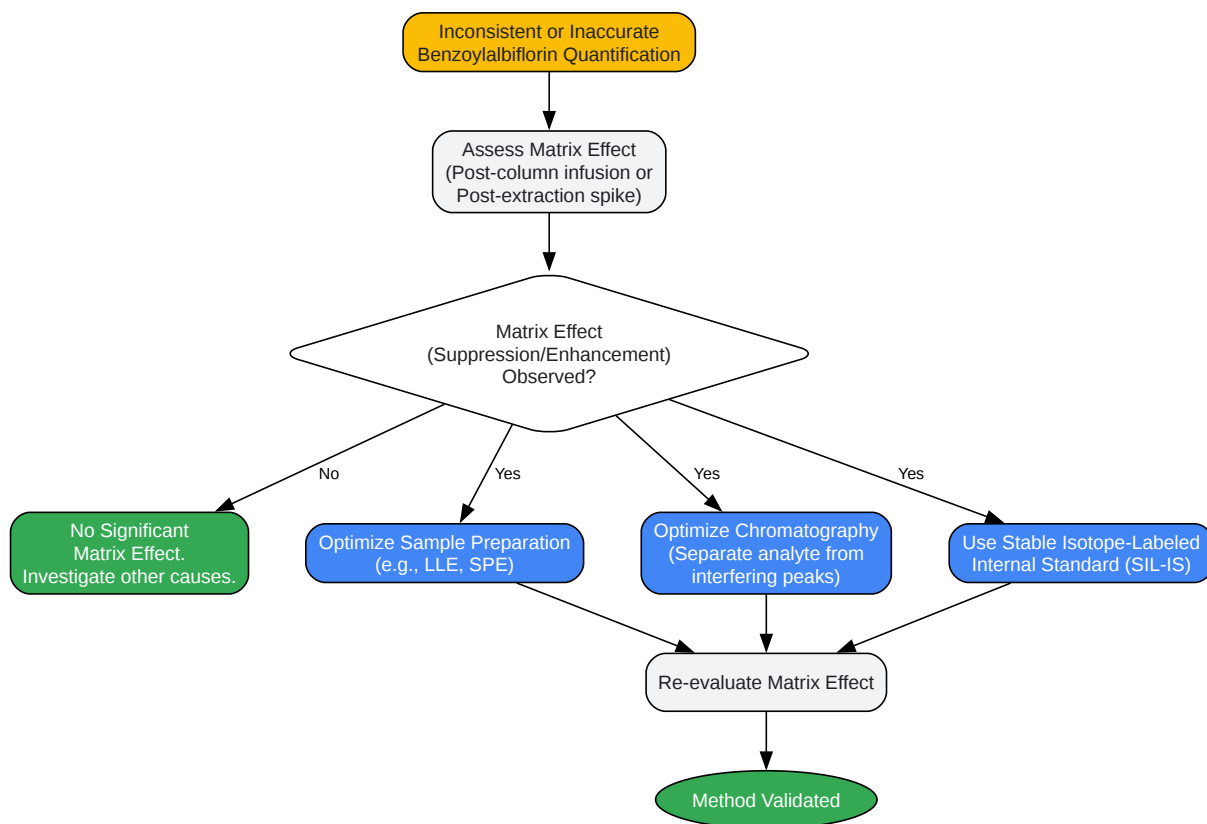 Inconsistent or Inaccurate
Benzoylalbiflorin Quantification
Assess Matrix Effect
(Post-column infusion or
Post-extraction spike)
Matrix Effect
(Suppression/Enhancement)
Observed?
No
Yes
Yes
Yes
No Significant
Matrix Effect.
Investigate other causes.
Optimize Sample Preparation
(e.g., LLE, SPE)
Optimize Chromatography
(Separate analyte from
interfering peaks)
Use Stable Isotope-Labeled
Internal Standard (SIL-IS)
Re-evaluate Matrix Effect
Method Validated